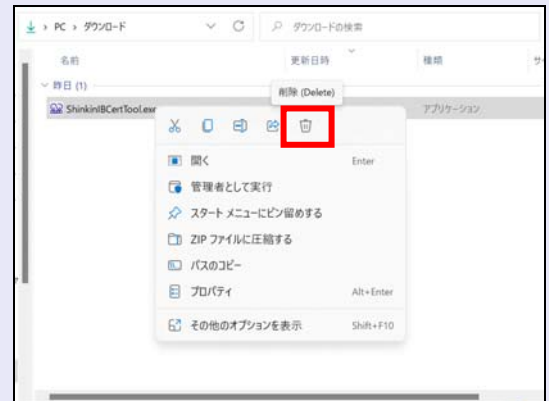 > PC > ダウンロード
ダウンロードの検索
名前 更新日時 種類 サ
昨日 (1)
削除 (Delete)
ShinkinIBCertTool.exe アプリケーション
開く Enter
管理者として実行
スタート メニューにピン留めする
ZIP ファイルに圧縮する
パスのコピー
プロパティ Alt+Enter
その他のオプションを表示 Shift+F10